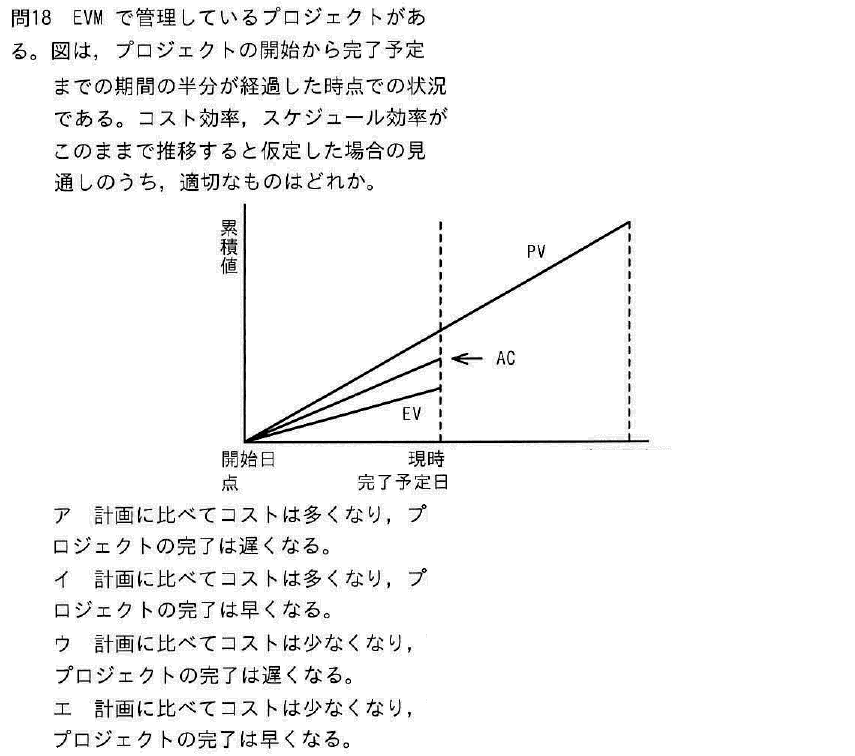 問18 EVM で管理しているプロジェクトがあ
る。図は，プロジェクトの開始から完了予定
までの期間の半分が経過した時点での状況
である。コスト効率，スケジュール効率が
このままで推移すると仮定した場合の見
通しのうち，適切なものはどれか。
累積値
PV
AC
EV
開始日 現時
点 完了予定日
ア 計画に比べてコストは多くなり，プ
ロジェクトの完了は遅くなる。
イ 計画に比べてコストは多くなり，プ
ロジェクトの完了は早くなる。
ウ 計画に比べてコストは少なくなり，
プロジェクトの完了は遅くなる。
エ 計画に比べてコストは少なくなり，
プロジェクトの完了は早くなる。